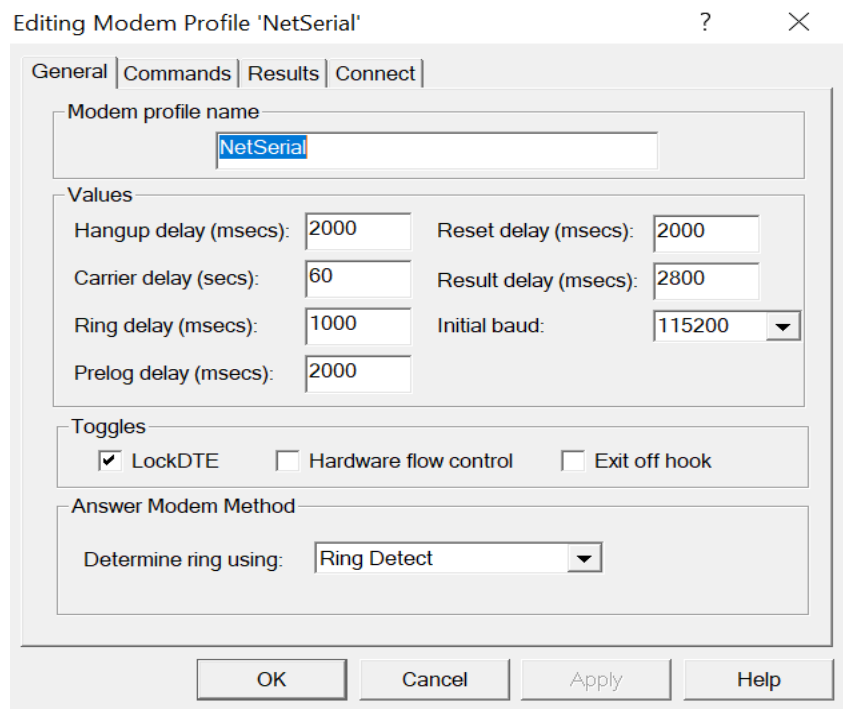 Editing Modem Profile 'NetSerial' ?
General Commands Results Connect
Modem profile name
NetSerial
Values
Hangup delay (msecs): 2000 Reset delay (msecs): 2000
Carrier delay (secs): 60 Result delay (msecs): 2800
Ring delay (msecs): 1000 Initial baud: 115200
Prelog delay (msecs): 2000
Toggles
LockDTE Hardware flow control Exit off hook
Answer Modem Method
Determine ring using: Ring Detect
OK Cancel Apply Help